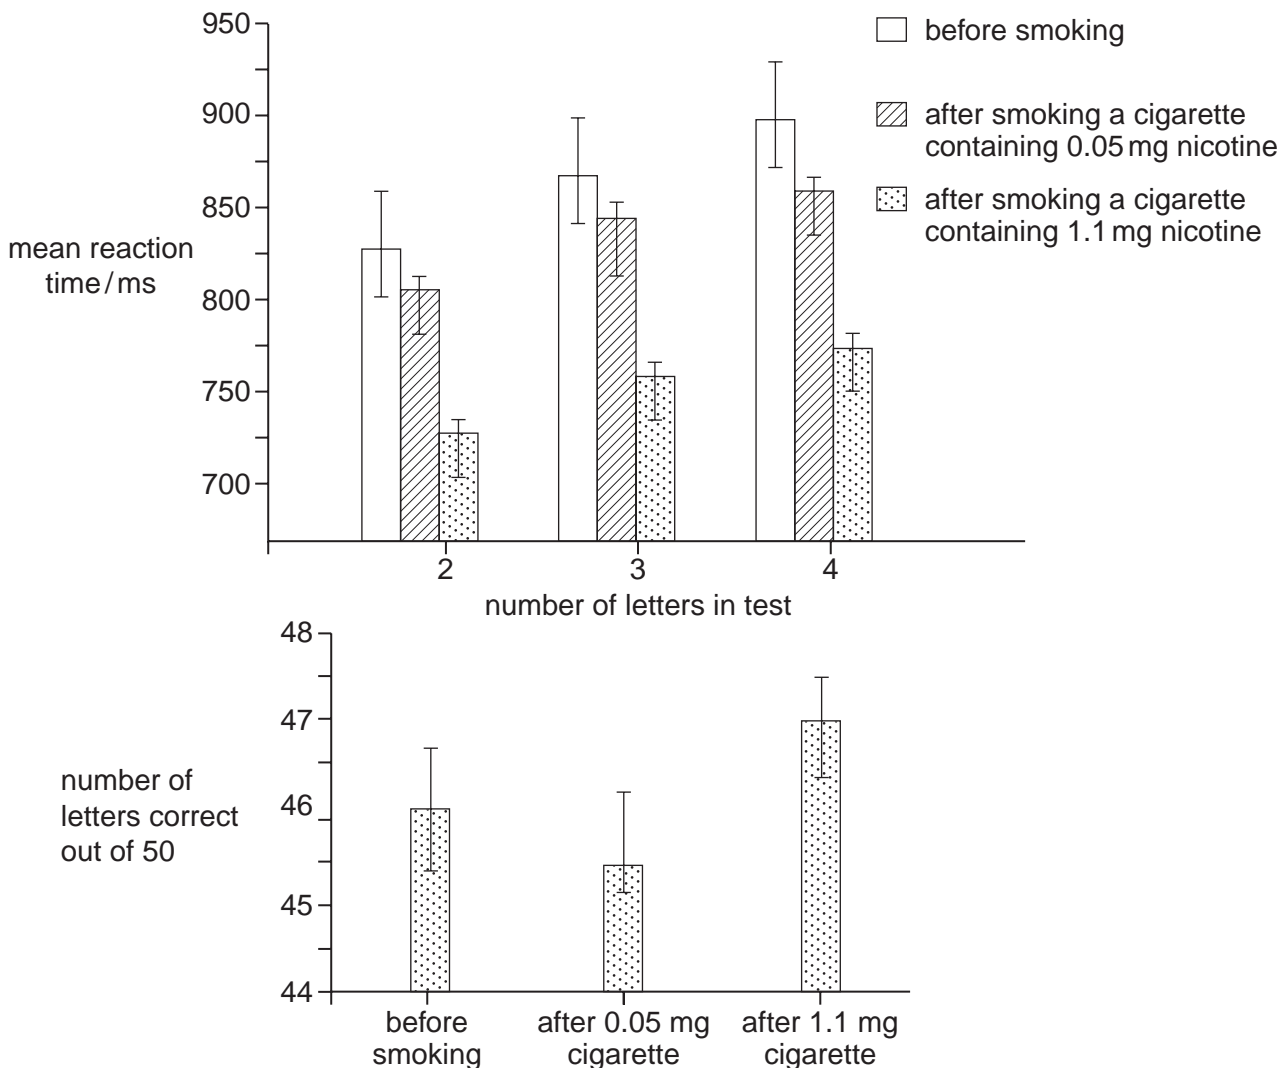 950
900
850
800
750
700
mean reaction
time/ms
before smoking
after smoking a cigarette
containing 0.05 mg nicotine
after smoking a cigarette
containing 1.1 mg nicotine
2 3 4
number of letters in test
48
47
46
45
44
number of
letters correct
out of 50
before
smoking
after 0.05 mg
cigarette
after 1.1 mg
cigarette